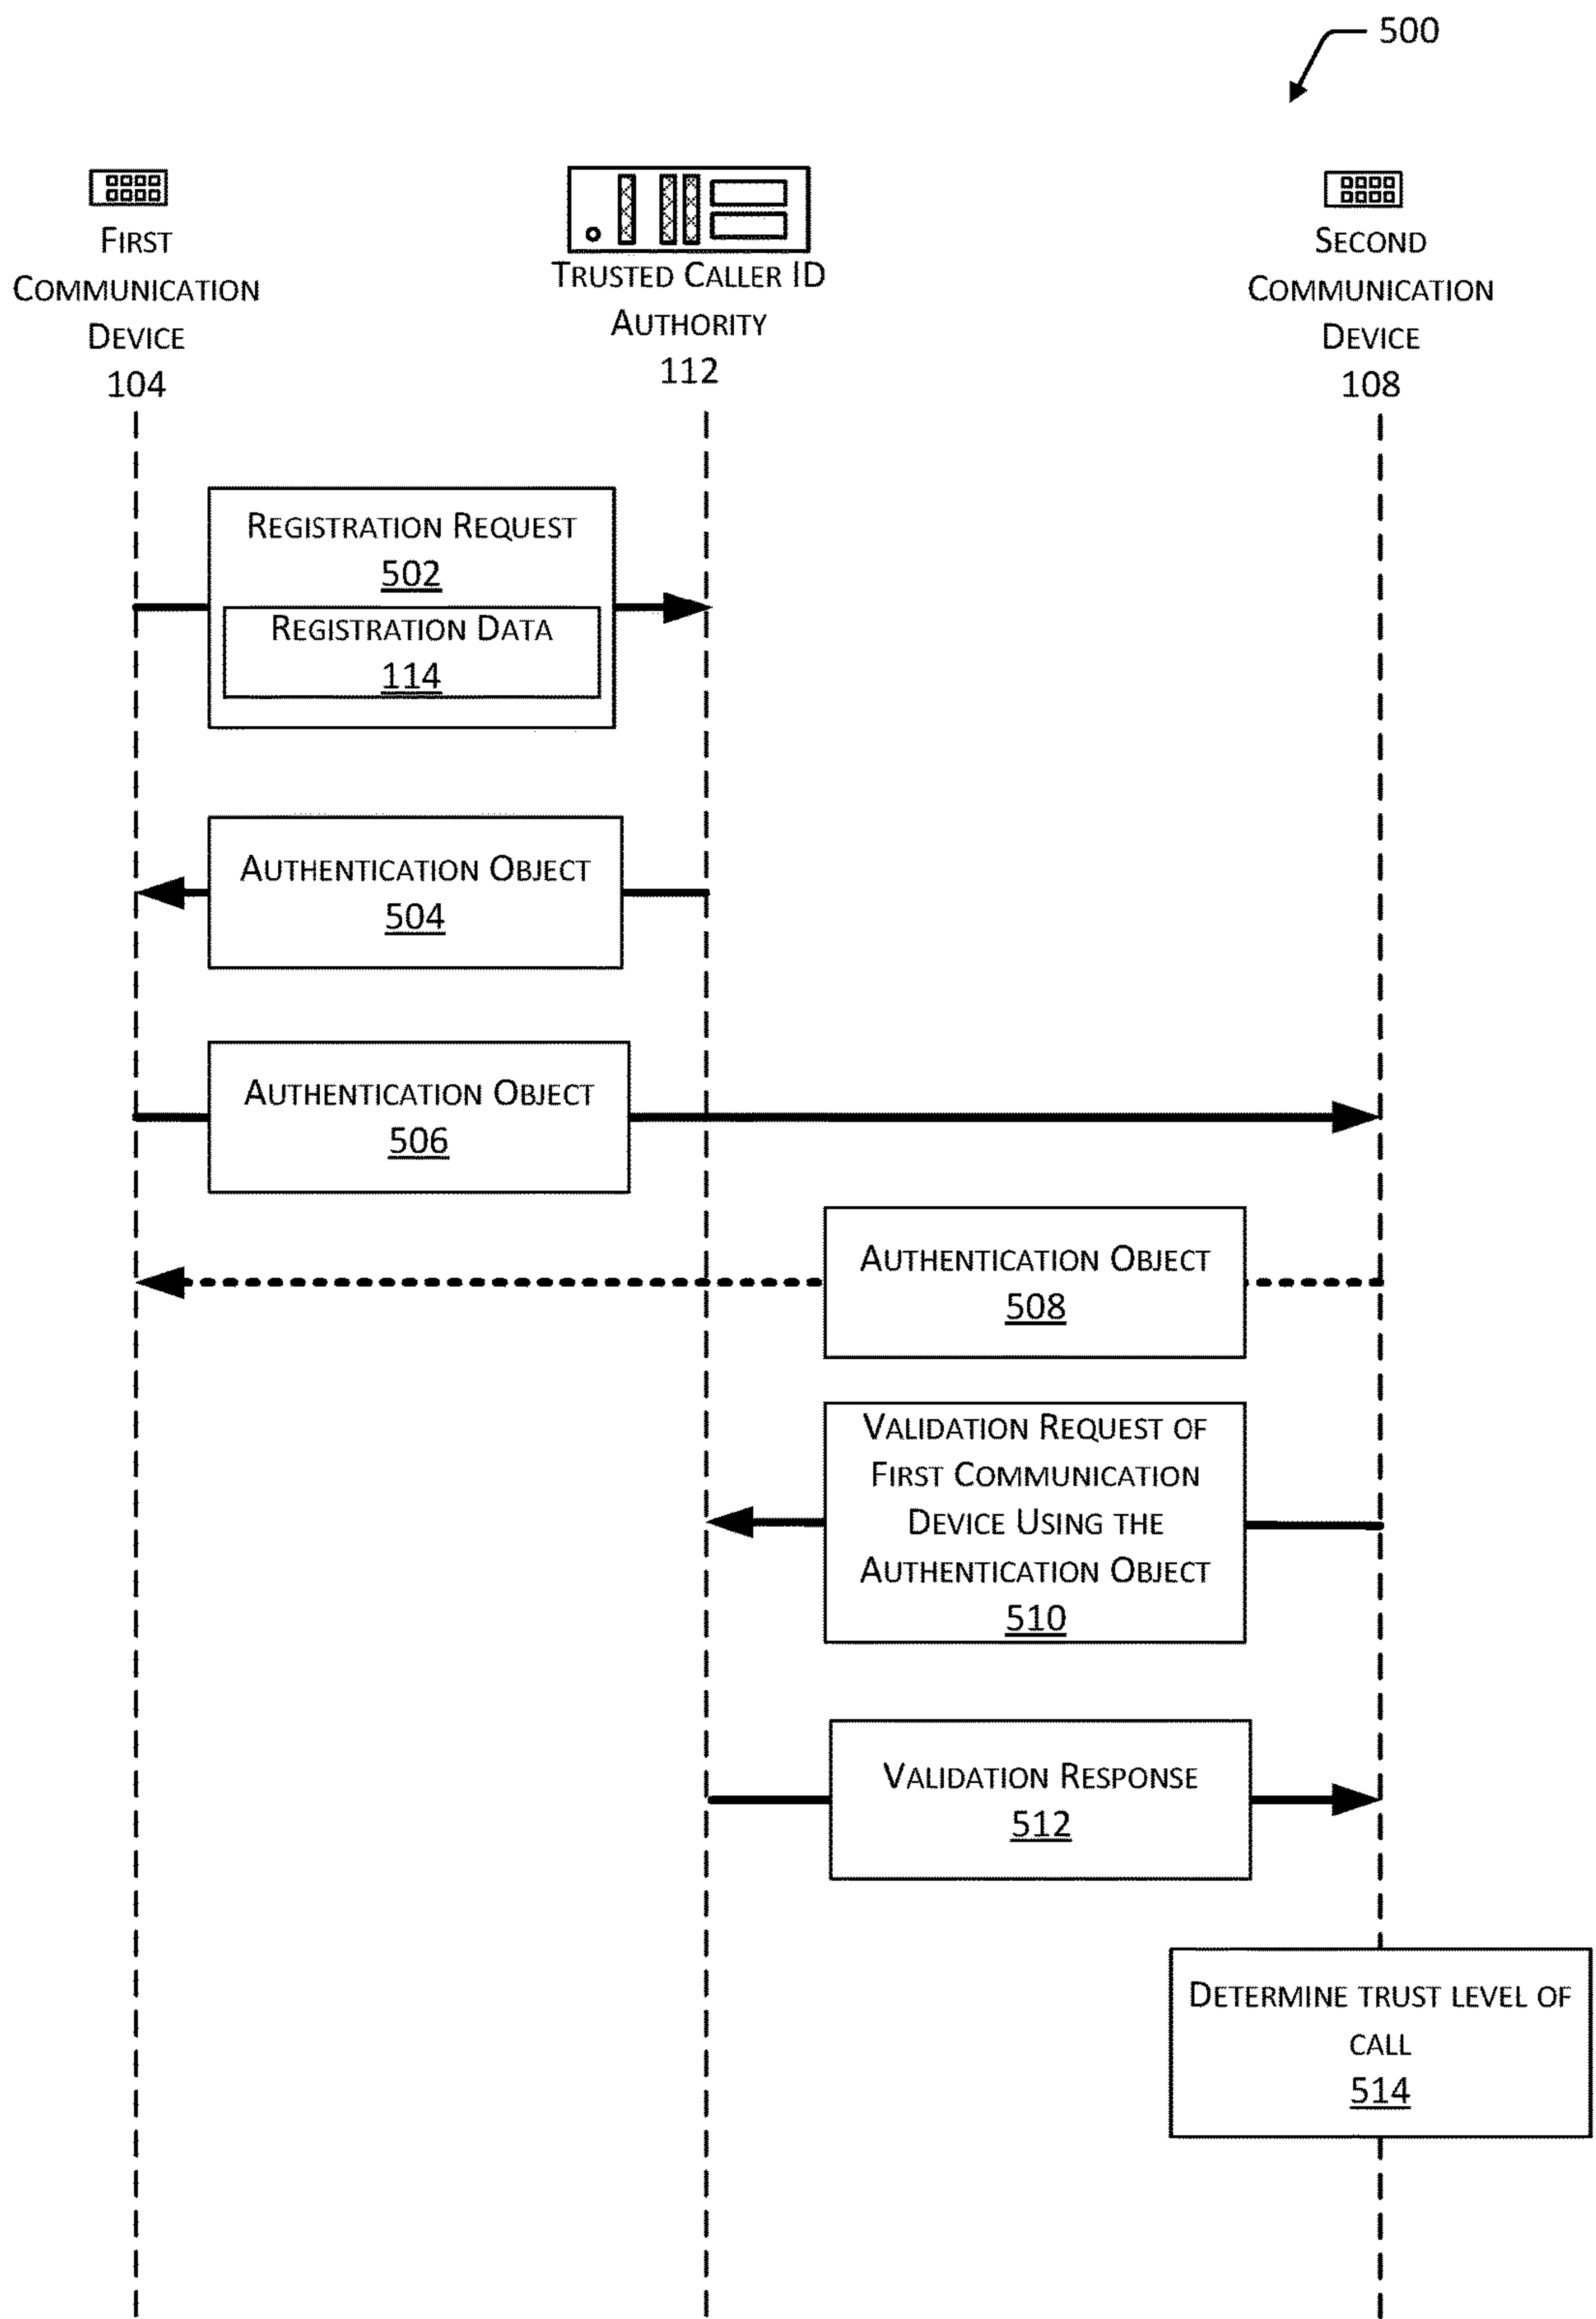 500
FIRST
COMMUNICATION
DEVICE
104
TRUSTED CALLER ID
AUTHORITY
112
SECOND
COMMUNICATION
DEVICE
108
REGISTRATION REQUEST
502
REGISTRATION DATA
114
AUTHENTICATION OBJECT
504
AUTHENTICATION OBJECT
506
AUTHENTICATION OBJECT
508
VALIDATION REQUEST OF
FIRST COMMUNICATION
DEVICE USING THE
AUTHENTICATION OBJECT
510
VALIDATION RESPONSE
512
DETERMINE TRUST LEVEL OF
CALL
514